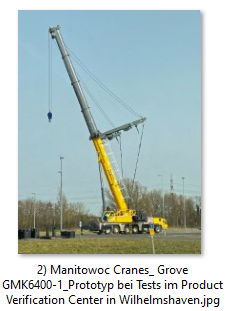 2) Manitowoc Cranes_ Grove
GMK6400-1_Prototyp bei Tests im Product
Verification Center in Wilhelmshaven.jpg